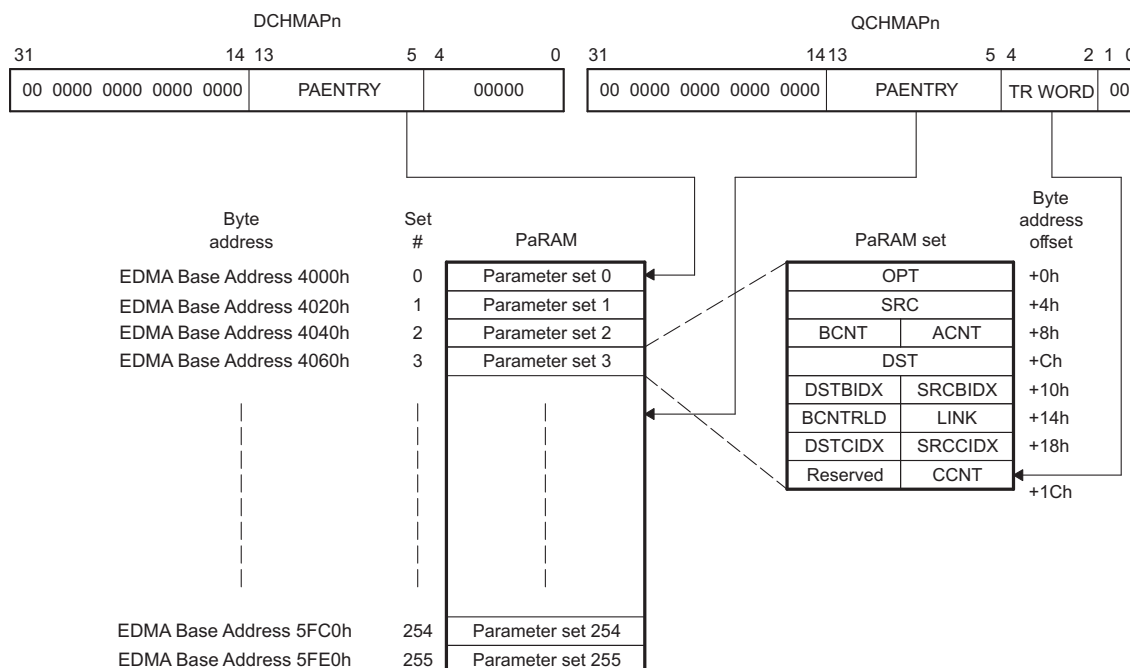 DCHMAPn
QCHMAPn
31 14 13 5 4 0
31 14 13 5 4 2 1 0
00 0000 0000 0000 0000 PAENTRY 00000
00 0000 0000 0000 0000 PAENTRY TR WORD 00
Byte
address
Set
#
PaRAM
PaRAM set
Byte
address
offset
EDMA Base Address 4000h 0 Parameter set 0
EDMA Base Address 4020h 1 Parameter set 1
EDMA Base Address 4040h 2 Parameter set 2
EDMA Base Address 4060h 3 Parameter set 3
OPT +0h
SRC +4h
BCNT ACNT +8h
DST +Ch
DSTBIDX SRCBIDX +10h
BCNTRLD LINK +14h
DSTCIDX SRCCIDX +18h
Reserved CCNT +1Ch
EDMA Base Address 5FC0h 254 Parameter set 254
EDMA Base Address 5FE0h 255 Parameter set 255